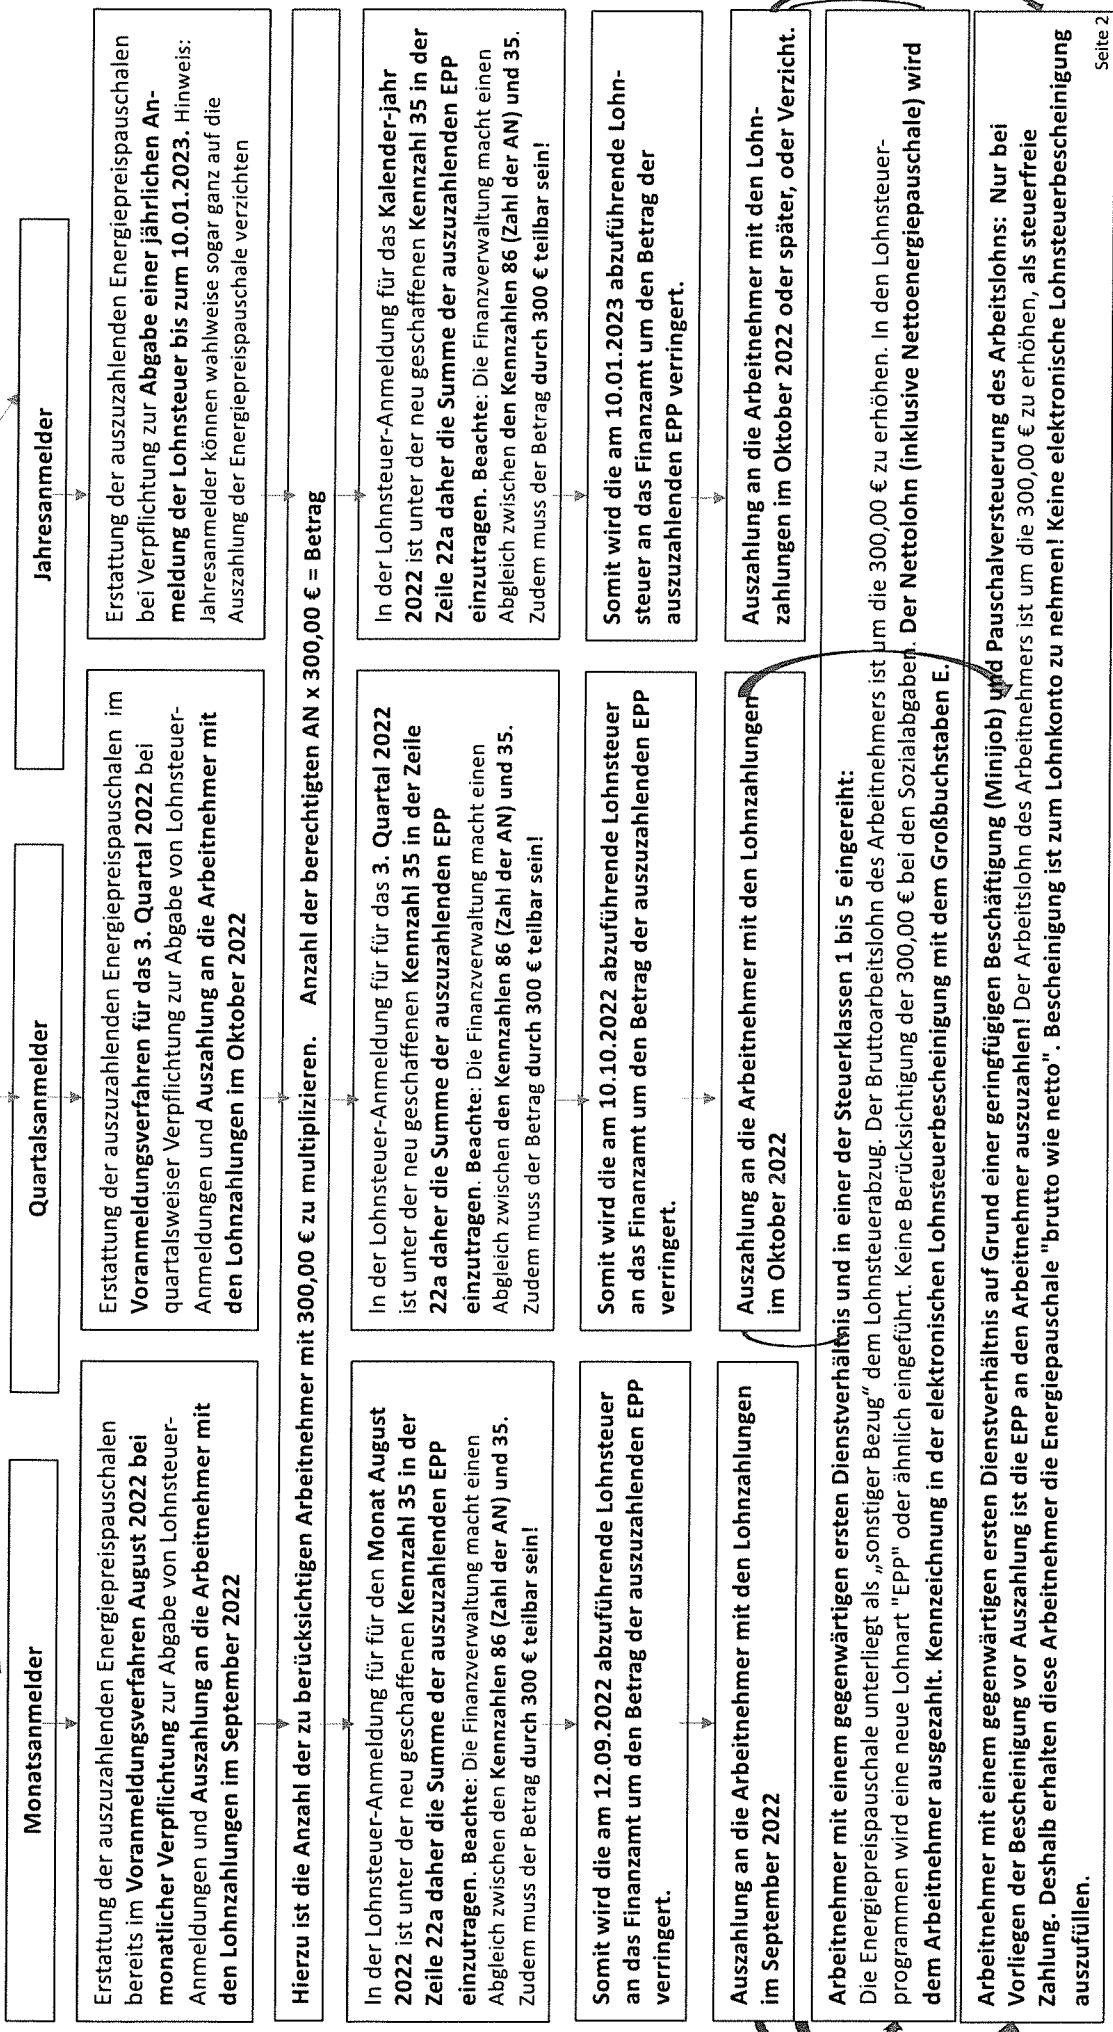 Monatsanmelder
Erstattung der auszuzahlenden Energiepreispauschalen
bereits im Voranmeldungsverfahren August 2022 bei
monatlicher Verpflichtung zur Abgabe von Lohnsteuer-
Anmeldungen und Auszahlung an die Arbeitnehmer mit
den Lohnzahlungen im September 2022
Quartalsanmelder
Erstattung der auszuzahlenden Energiepreispauschalen im
Voranmeldungsverfahren für das 3. Quartal 2022 bei
quartalsweiser Verpflichtung zur Abgabe von Lohnsteuer-
Anmeldungen und Auszahlung an die Arbeitnehmer mit
den Lohnzahlungen im Oktober 2022
Jahresanmelder
Erstattung der auszuzahlenden Energiepreispauschalen
bei Verpflichtung zur Abgabe einer jährlichen An-
meldung der Lohnsteuer bis zum 10.01.2023. Hinweis:
Jahresanmelder können wahlweise sogar ganz auf die
Auszahlung der Energiepreispauschale verzichten
Hierzu ist die Anzahl der zu berücksichtigen Arbeitnehmer mit 300,00 € zu multiplizieren. Anzahl der berechtigten AN x 300,00 € = Betrag
In der Lohnsteuer-Anmeldung für den Monat August
2022 ist unter der neu geschaffenen Kennzahl 35 in der
Zeile 22a daher die Summe der auszuzahlenden EPP
einzutragen. Beachte: Die Finanzverwaltung macht einen
Abgleich zwischen den Kennzahlen 86 (Zahl der AN) und 35.
Zudem muss der Betrag durch 300 € teilbar sein!
In der Lohnsteuer-Anmeldung für für das 3. Quartal 2022
ist unter der neu geschaffenen Kennzahl 35 in der Zeile
22a daher die Summe der auszuzahlenden EPP
einzutragen. Beachte: Die Finanzverwaltung macht einen
Abgleich zwischen den Kennzahlen 86 (Zahl der AN) und 35.
Zudem muss der Betrag durch 300 € teilbar sein!
In der Lohnsteuer-Anmeldung für das Kalender-jahr
2022 ist unter der neu geschaffenen Kennzahl 35 in der
Zeile 22a daher die Summe der auszuzahlenden EPP
einzutragen. Beachte: Die Finanzverwaltung macht einen
Abgleich zwischen den Kennzahlen 86 (Zahl der AN) und 35.
Zudem muss der Betrag durch 300 € teilbar sein!
Somit wird die am 12.09.2022 abzuführende Lohnsteuer
an das Finanzamt um den Betrag der auszuzahlenden EPP
verringert.
Somit wird die am 10.10.2022 abzuführende Lohnsteuer
an das Finanzamt um den Betrag der auszuzahlenden EPP
verringert.
Somit wird die am 10.01.2023 abzuführende Lohn-
steuer an das Finanzamt um den Betrag der
auszuzahlenden EPP verringert.
Auszahlung an die Arbeitnehmer mit den Lohnzahlungen
im September 2022
Auszahlung an die Arbeitnehmer mit den Lohnzahlungen
im Oktober 2022
Auszahlung an die Arbeitnehmer mit den Lohn-
zahlungen im Oktober 2022 oder später, oder Verzicht.
Arbeitnehmer mit einem gegenwärtigen ersten Dienstverhältnis und in einer der Steuerklassen 1 bis 5 eingereiht:
Die Energiepreispauschale unterliegt als „sonstiger Bezug“ dem Lohnsteuerabzug. Der Bruttoarbeitslohn des Arbeitnehmers ist um die 300,00 € zu erhöhen. In den Lohnsteuer-
programmen wird eine neue Lohnart "EPP" oder ähnlich eingeführt. Keine Berücksichtigung der 300,00 € bei den Sozialabgaben. Der Nettolohn (inklusive Nettoenergiepauschale) wird
dem Arbeitnehmer ausgezahlt. Kennzeichnung in der elektronischen Lohnsteuerbescheinigung mit dem Großbuchstaben E.
Arbeitnehmer mit einem gegenwärtigen ersten Dienstverhältnis auf Grund einer geringfügigen Beschäftigung (Minijob) und Pauschalversteuerung des Arbeitslohns: Nur bei
Vorliegen der Bescheinigung vor Auszahlung ist die EPP an den Arbeitnehmer auszuzahlen! Der Arbeitslohn des Arbeitnehmers ist um die 300,00 € zu erhöhen, als steuerfreie
Zahlung. Deshalb erhalten diese Arbeitnehmer die Energiepauschale "brutto wie netto". Bescheinigung ist zum Lohnkonto zu nehmen! Keine elektronische Lohnsteuerbescheinigung
auszufüllen.
Seite 2